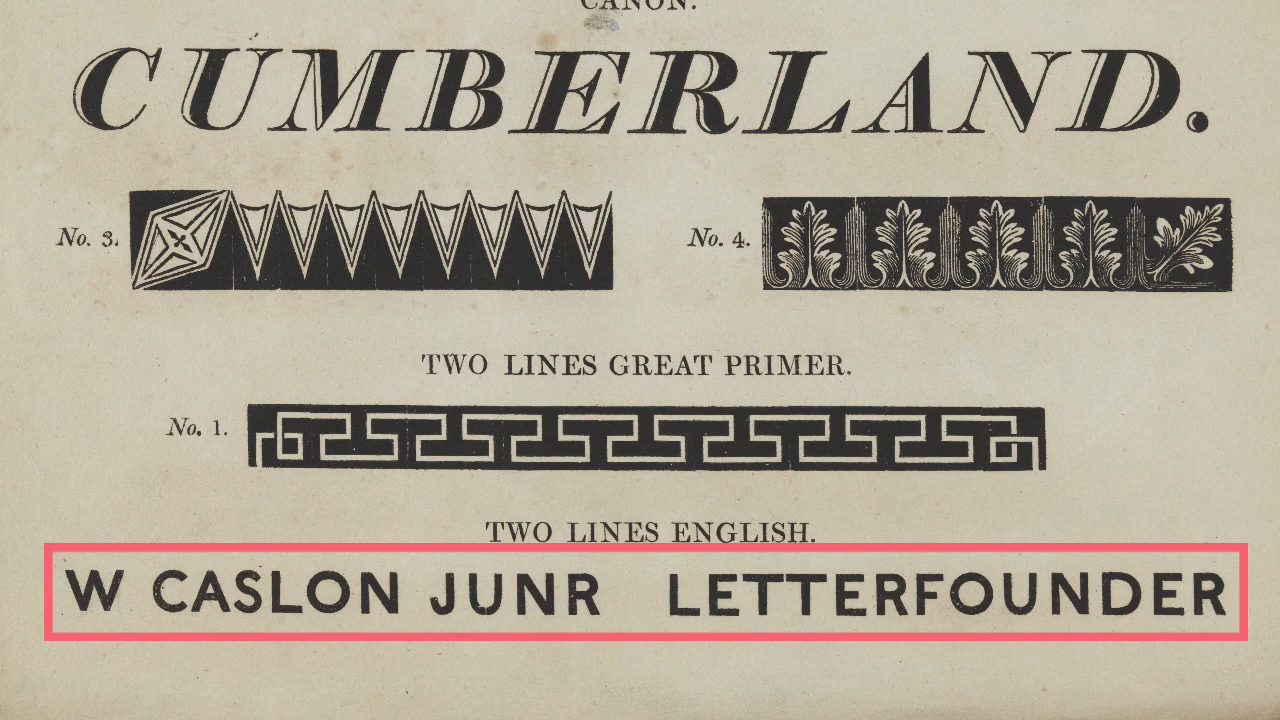 CANON.
CUMBERLAND.
No. 3.
No. 4.
TWO LINES GREAT PRIMER.
No. 1.
TWO LINES ENGLISH.
W CASLON JUNR LETTERFOUNDER